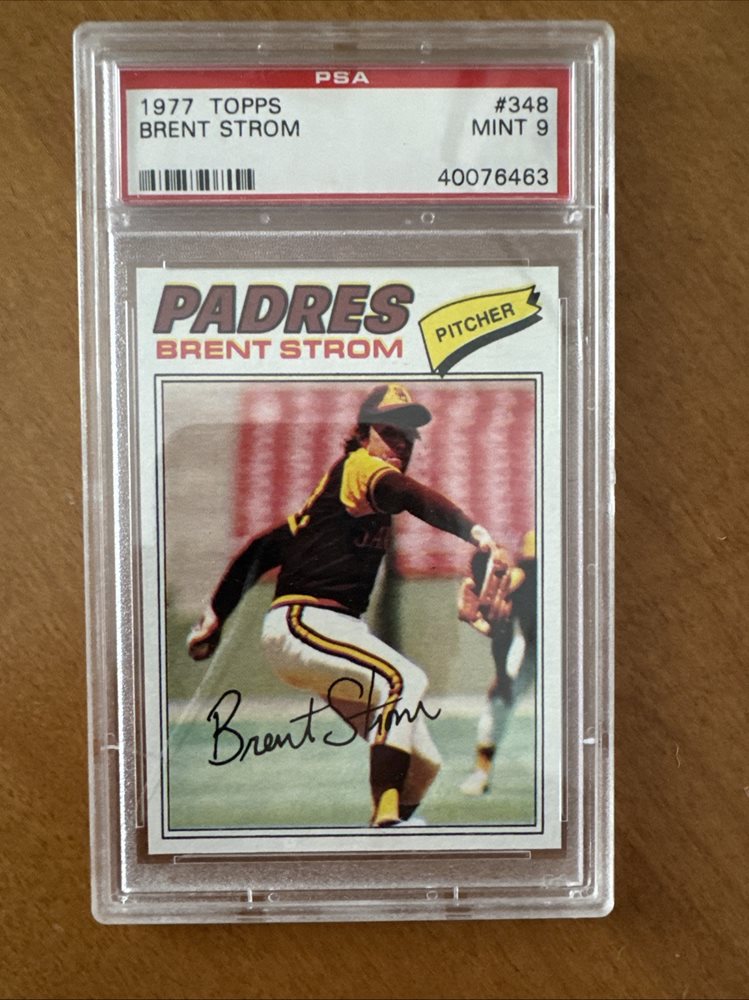 PSA
1977 TOPPS #348
BRENT STROM MINT 9
40076463
PADRES
BRENT STROM
PITCHER
Brent Strom